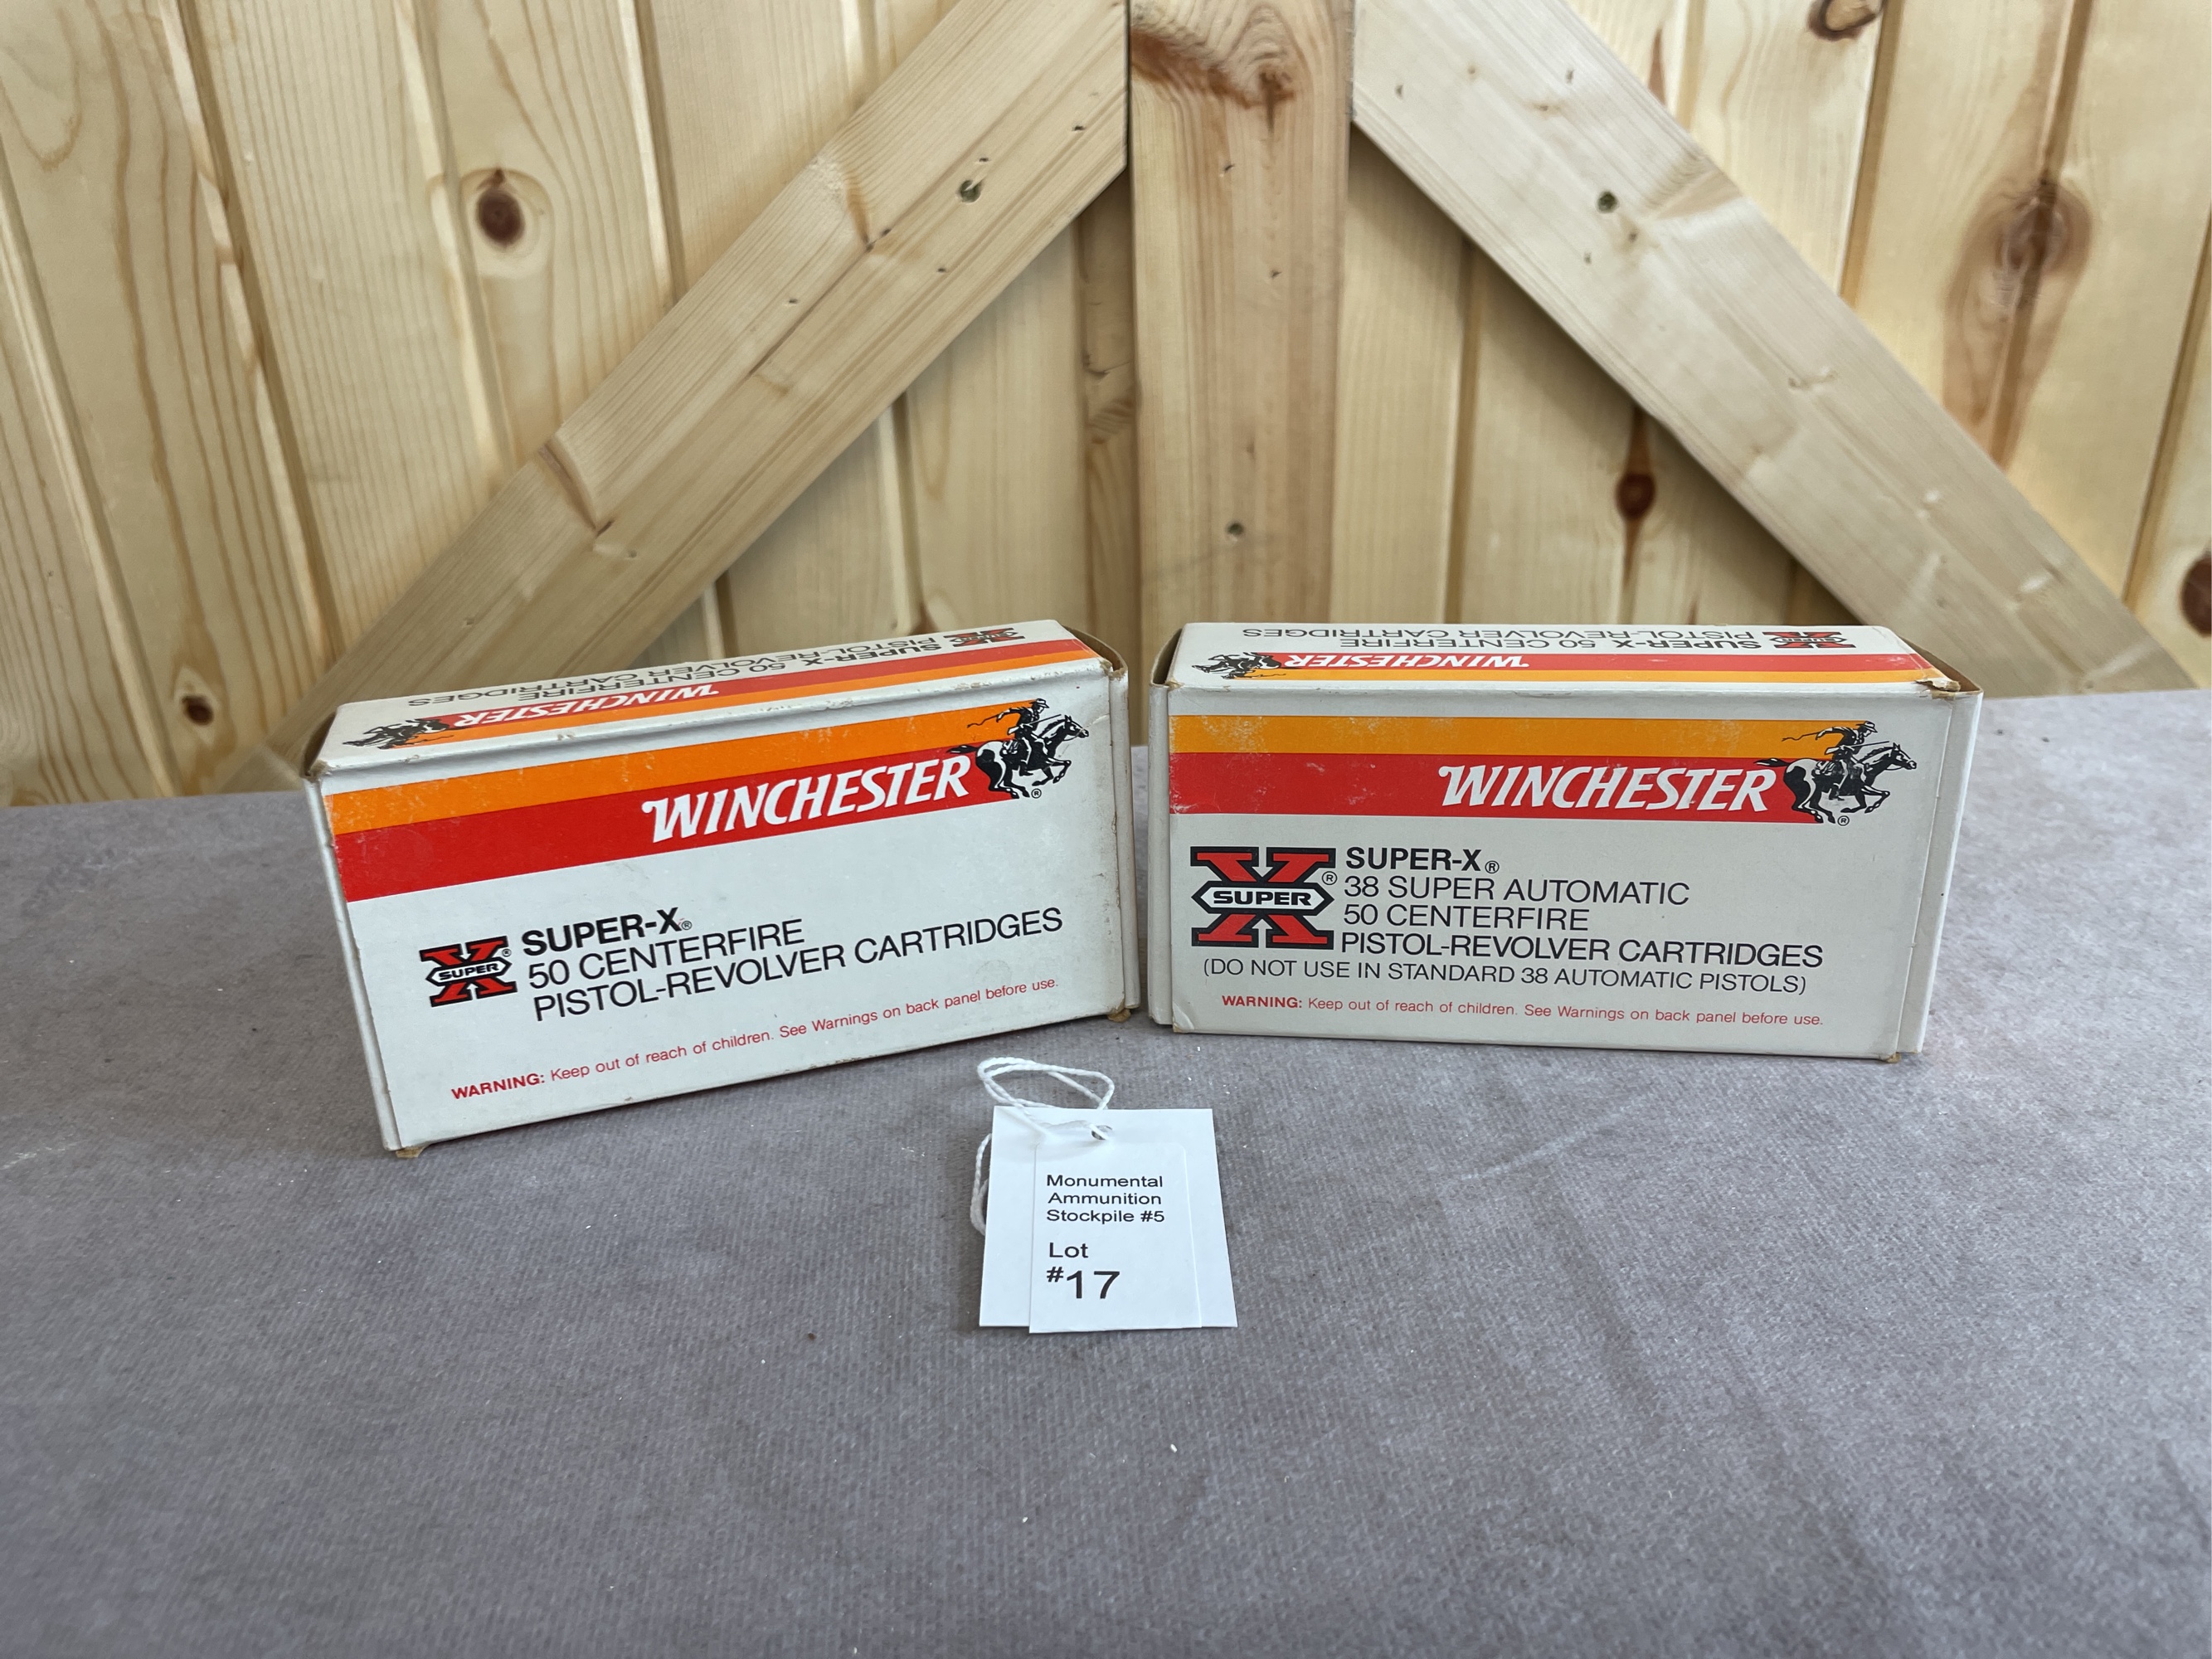 SUPER-X 50 CENTERFIRE
PISTOL-REVOLVER CARTRIDGES
SUPER
WINCHESTER
WINCHESTER
®
SUPER
®
SUPER-X®
50 CENTERFIRE
PISTOL-REVOLVER CARTRIDGES
WARNING: Keep out of reach of children. See Warnings on back panel before use.
SUPER-X 50 CENTERFIRE
PISTOL-REVOLVER CARTRIDGES
SUPER
WINCHESTER
WINCHESTER
®
SUPER
®
SUPER-X®
38 SUPER AUTOMATIC
50 CENTERFIRE
PISTOL-REVOLVER CARTRIDGES
(DO NOT USE IN STANDARD 38 AUTOMATIC PISTOLS)
WARNING: Keep out of reach of children. See Warnings on back panel before use.
Monumental
Ammunition
Stockpile #5
Lot
#17